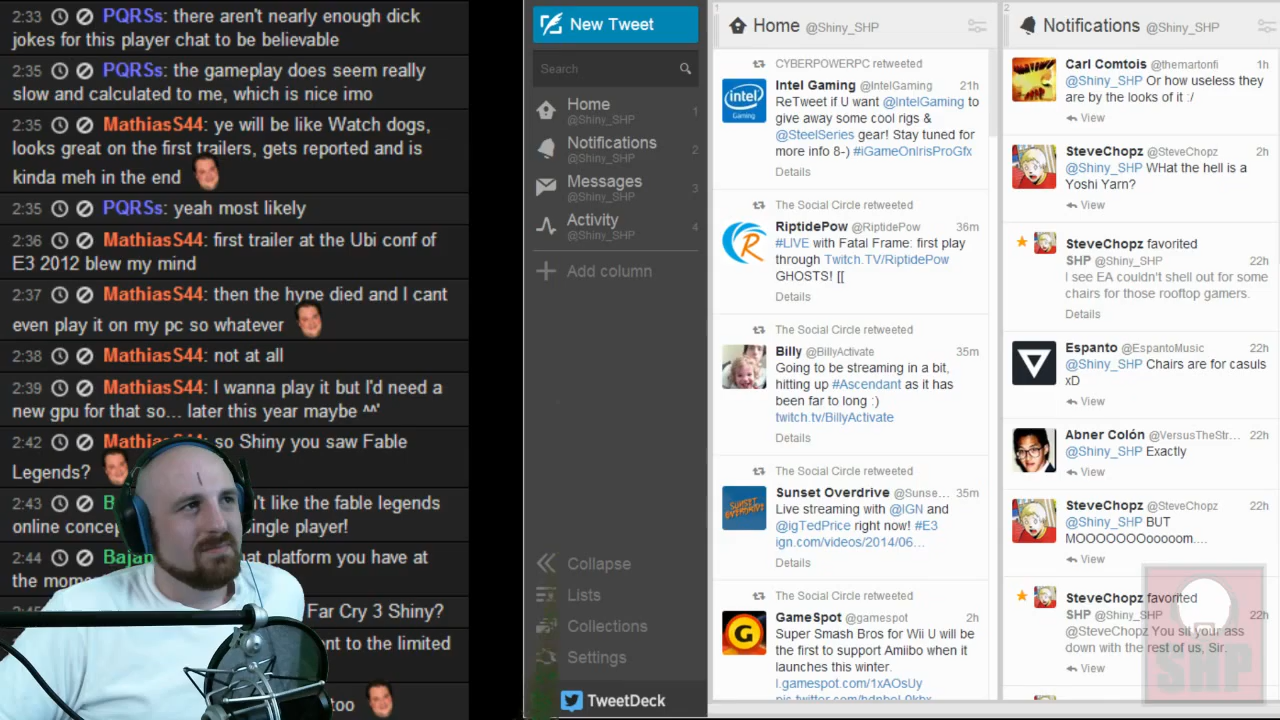 2:33 PQRSs: there aren't nearly enough dick
jokes for this player chat to be believable
2:35 PQRSs: the gameplay does seem really
slow and calculated to me, which is nice imo
2:35 MathiasS44: ye will be like Watch dogs,
looks great on the first trailers, gets reported and is
kinda meh in the end
2:35 PQRSs: yeah most likely
2:36 MathiasS44: first trailer at the Ubi conf of
E3 2012 blew my mind
2:37 MathiasS44: then the hype died and I cant
even play it on my pc so whatever
2:38 MathiasS44: not at all
2:39 MathiasS44: I wanna play it but I'd need a
new gpu for that so... later this year maybe ^^'
2:42 MathiasS44: so Shiny you saw Fable
Legends?
2:43 like the fable legends
online single player!
2:44 platform you have at
the
Far Cry 3 Shiny?
to the limited
too
New Tweet
Search
Home 1
@Shiny_SHP
Notifications 2
@Shiny_SHP
Messages 3
@Shiny_SHP
Activity 4
@Shiny_SHP
Add column
Collapse
Lists
Collections
Settings
TweetDeck
1
Home @Shiny_SHP
CYBERPOWERPC retweeted
Intel Gaming @IntelGaming 21h
ReTweet if U want @IntelGaming to
give away some cool rigs &
@SteelSeries gear! Stay tuned for
more info 8-) #iGameOnIrisProGfx
Details
The Social Circle retweeted
RiptidePow @RiptidePow 36m
#LIVE with Fatal Frame: first play
through Twitch.TV/RiptidePow
GHOSTS! [[
Details
The Social Circle retweeted
Billy @BillyActivate 35m
Going to be streaming in a bit,
hitting up #Ascendant as it has
been far to long :)
twitch.tv/BillyActivate
Details
The Social Circle retweeted
Sunset Overdrive @Sunse... 35m
Live streaming with @IGN and
@igTedPrice right now! #E3
ign.com/videos/2014/06...
Details
The Social Circle retweeted
GameSpot @gamespot 2h
Super Smash Bros for Wii U will be
the first to support Amiibo when it
launches this winter.
l.gamespot.com/1xAOsUy
2
Notifications @Shiny_SHP
Carl Comtois @themartonfi 1h
@Shiny_SHP Or how useless they
are by the looks of it :/
View
SteveChopz @SteveChopz 2h
@Shiny_SHP WHat the hell is a
Yoshi Yarn?
View
SteveChopz favorited
SHP @Shiny_SHP 22h
I see EA couldn't shell out for some
chairs for those rooftop gamers.
Details
Espanto @EspantoMusic 22h
@Shiny_SHP Chairs are for casuls
xD
View
Abner Colón @VersusTheStr... 22h
@Shiny_SHP Exactly
View
SteveChopz @SteveChopz 22h
@Shiny_SHP BUT
MOOOOOOOooooom....
View
SteveChopz favorited
SHP @Shiny_SHP 22h
@SteveChopz You sit your ass
down with the rest of us, Sir.
View
SHP